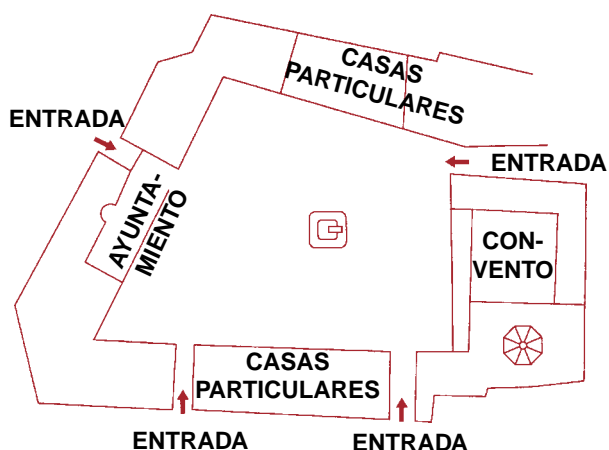 CASAS
PARTICULARES
ENTRADA
ENTRADA
AYUNTA-
MIENTO
CON-
VENTO
CASAS
PARTICULARES
ENTRADA
ENTRADA